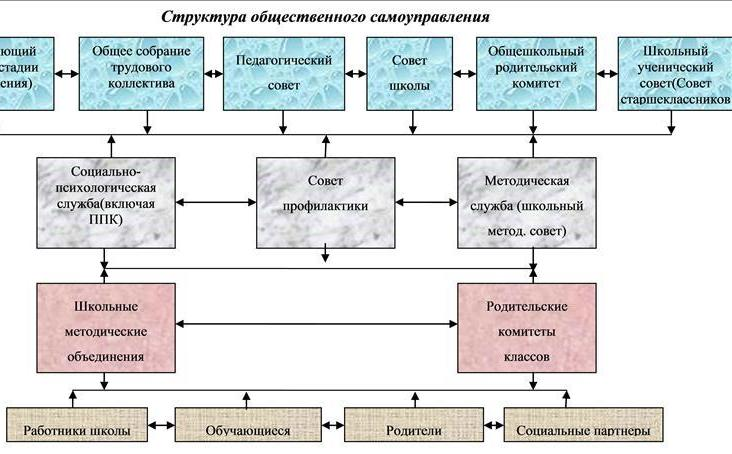 Структура общественного самоуправления
ющий
стадии
ения)
Общее собрание
трудового
коллектива
Педагогический
совет
Совет
школы
Общешкольный
родительский
комитет
Школьный
ученический
совет(Совет
старшеклассников
Социально-
психологическая
служба(включая
ППК)
Совет
профилактики
Методическая
служба (школьный
метод. совет)
Школьные
методические
объединения
Родительские
комитеты
классов
Работники школы
Обучающиеся
Родители
Социальные партнеры